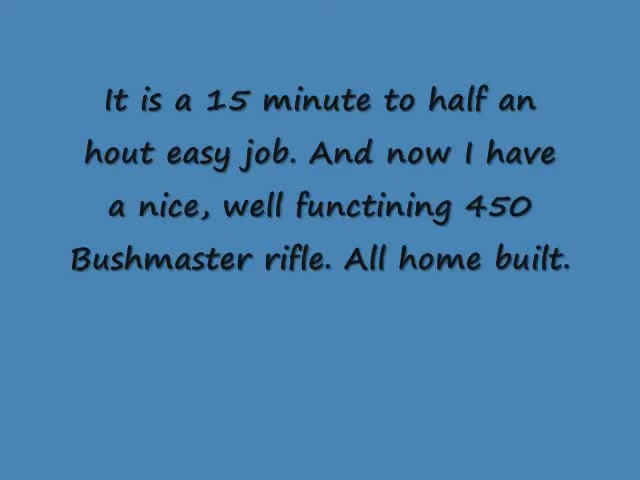 It is a 15 minute to half an
hout easy job. And now I have
a nice, well functining 450
Bushmaster rifle. All home built.